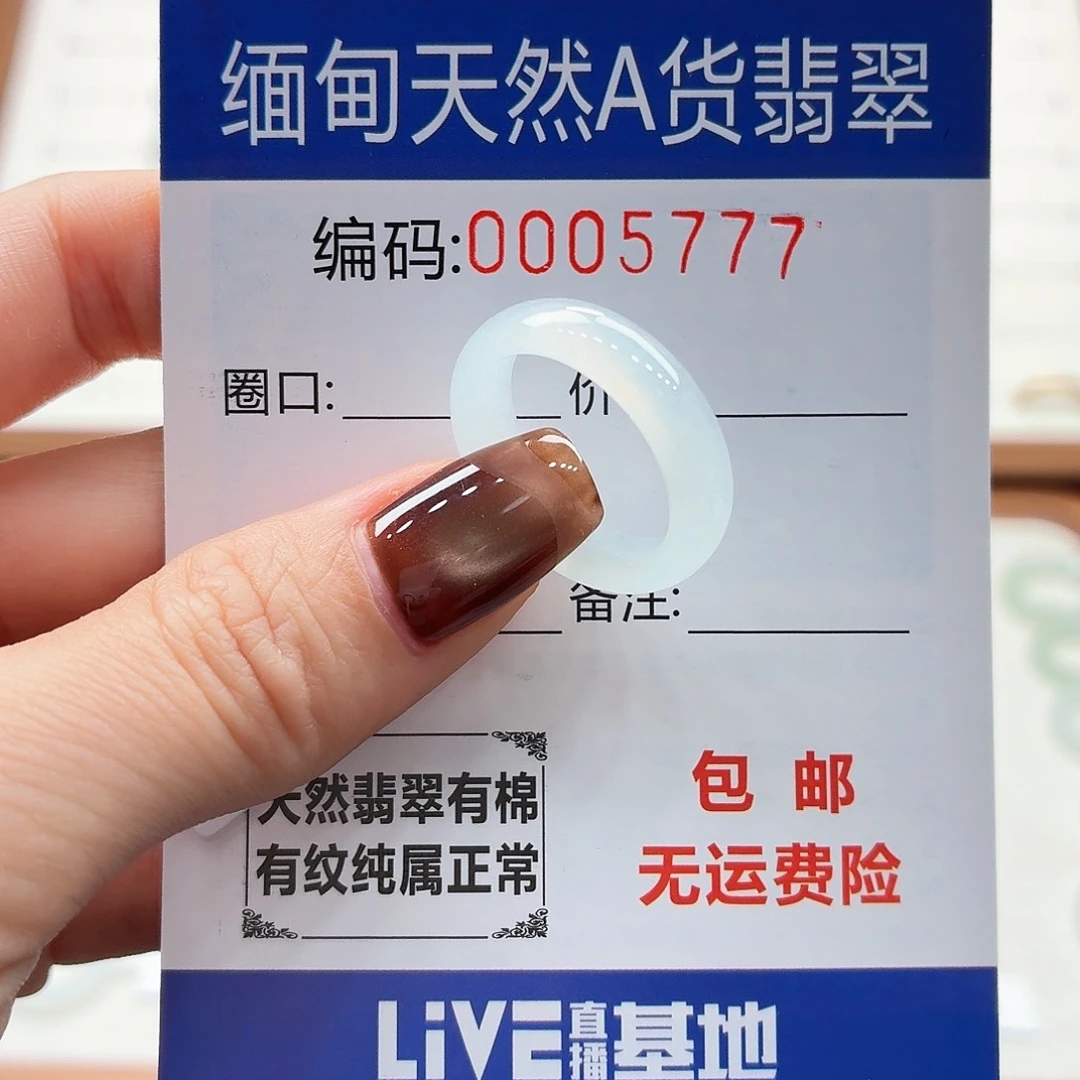 缅甸天然A货翡翠
编码:0005777
圈口: 价
备注:
天然翡翠有棉
有纹纯属正常
包邮
无运费险
LiVE直播基地